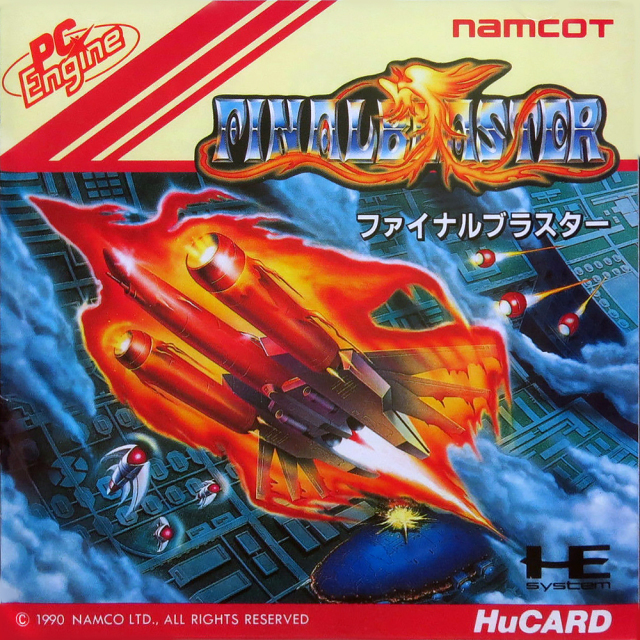 PC Engine
namcot
FINAL BLASTER
ファイナルブラスター
HE
system
© 1990 NAMCO LTD., ALL RIGHTS RESERVED
HuCARD